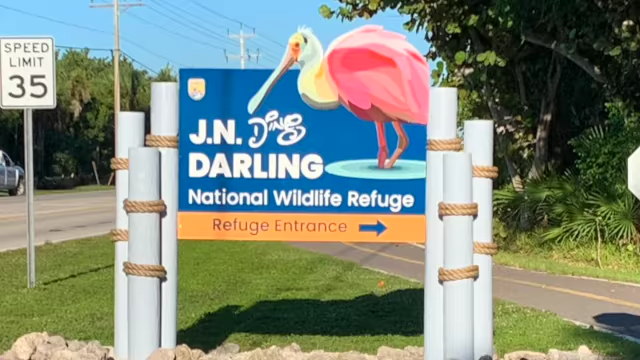 SPEED
LIMIT
35
J.N. Ding
DARLING
National Wildlife Refuge
Refuge Entrance